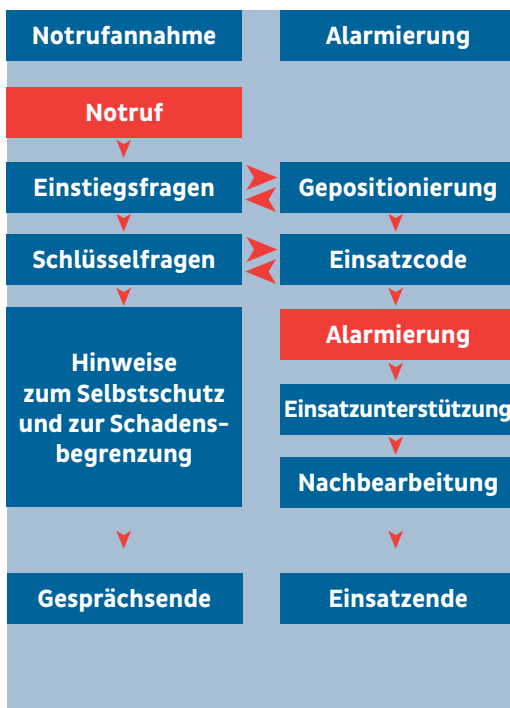 Notrufannahme
Alarmierung
Notruf
Einstiegsfragen
Gepositionierung
Schlüsselfragen
Einsatzcode
Alarmierung
Hinweise
zum Selbstschutz
und zur Schadens-
begrenzung
Einsatzunterstützung
Nachbearbeitung
Gesprächsende
Einsatzende